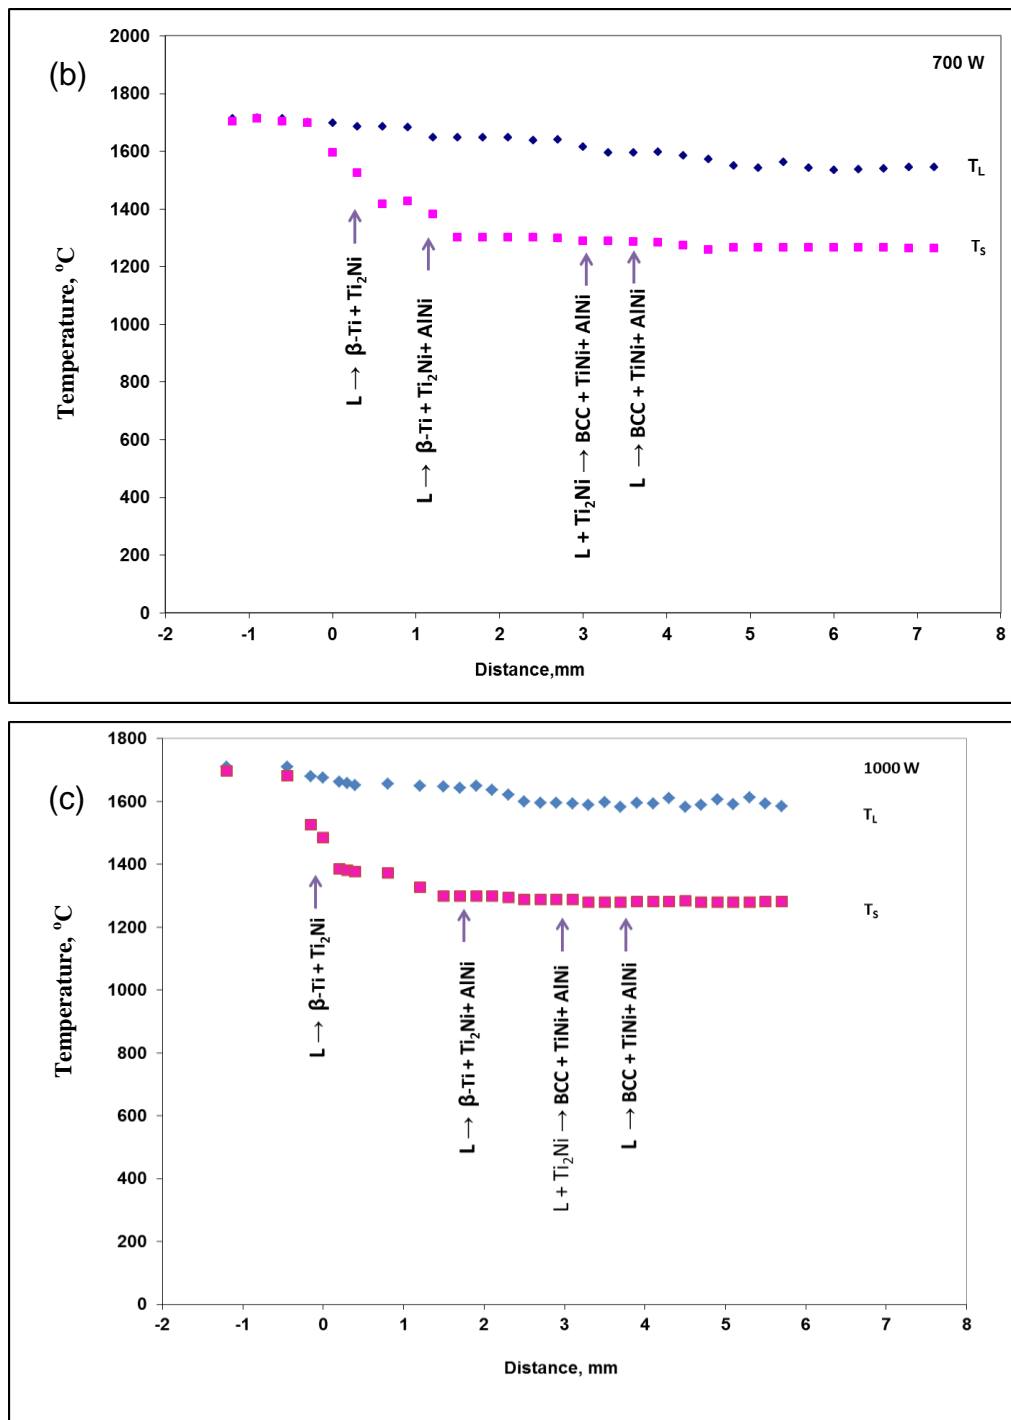 (b)
700 W
2000
1800
1600
1400
1200
1000
800
600
400
200
0
Temperature, ºC
T_L
T_S
L → β-Ti + Ti₂Ni
L → β-Ti + Ti₂Ni+ AlNi
L + Ti₂Ni → BCC + TiNi+ AlNi
L → BCC + TiNi+ AlNi
-2 -1 0 1 2 3 4 5 6 7 8
Distance,mm
(c)
1000 W
1800
1600
1400
1200
1000
800
600
400
200
0
Temperature, ºC
T_L
T_S
L → β-Ti + Ti₂Ni
L → β-Ti + Ti₂Ni+ AlNi
L + Ti₂Ni → BCC + TiNi+ AlNi
L → BCC + TiNi+ AlNi
-2 -1 0 1 2 3 4 5 6 7 8
Distance, mm